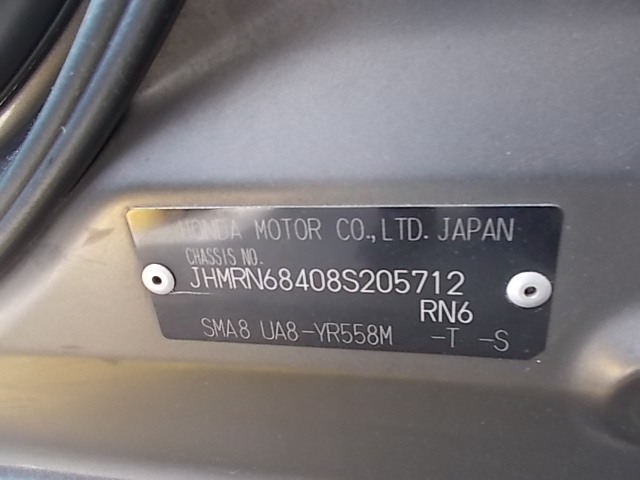 HONDA MOTOR CO.,LTD. JAPAN
CHASSIS NO.
JHMRN68408S205712
RN6
SMA8 UA8-YR558M -T -S